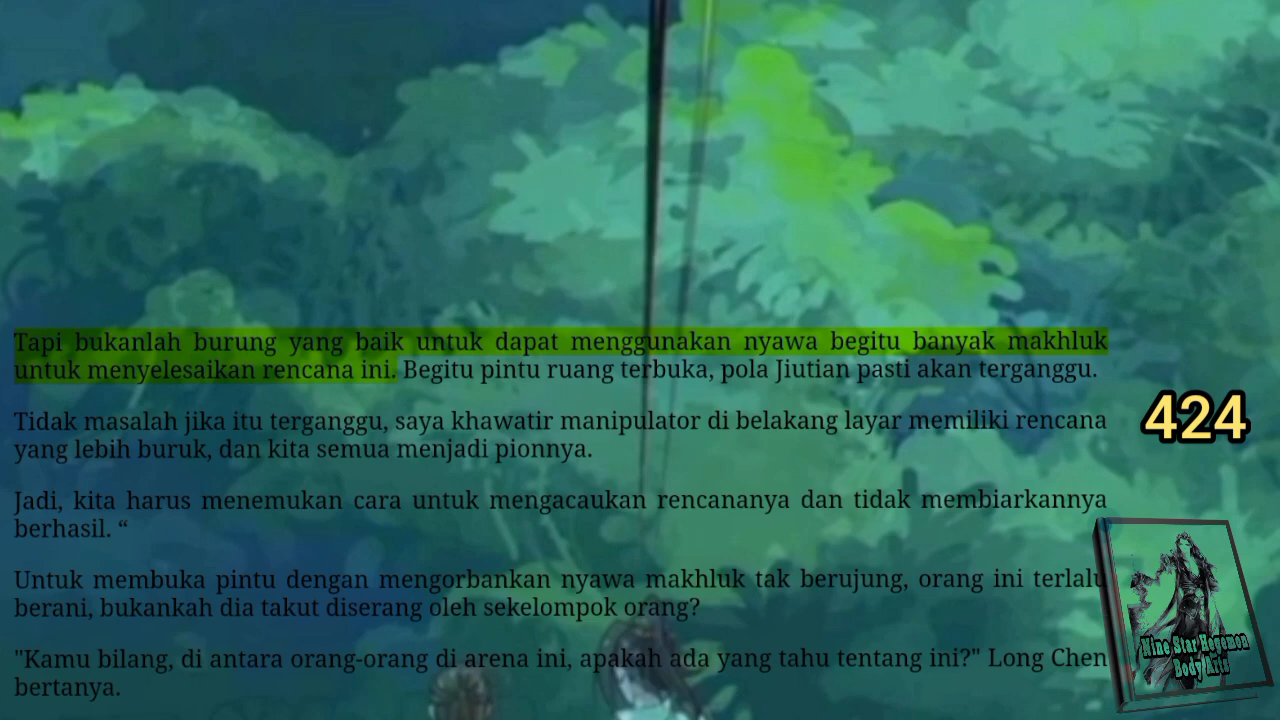 Tapi bukanlah burung yang baik untuk dapat menggunakan nyawa begitu banyak makhluk
untuk menyelesaikan rencana ini. Begitu pintu ruang terbuka, pola Jiutian pasti akan terganggu.
Tidak masalah jika itu terganggu, saya khawatir manipulator di belakang layar memiliki rencana
yang lebih buruk, dan kita semua menjadi pionnya.
424
Jadi, kita harus menemukan cara untuk mengacaukan rencananya dan tidak membiarkannya
berhasil. “
Untuk membuka pintu dengan mengorbankan nyawa makhluk tak berujung, orang ini terlalu
berani, bukankah dia takut diserang oleh sekelompok orang?
"Kamu bilang, di antara orang-orang di arena ini, apakah ada yang tahu tentang ini?" Long Chen
bertanya.
Nine Star Hegemon
Body Arts